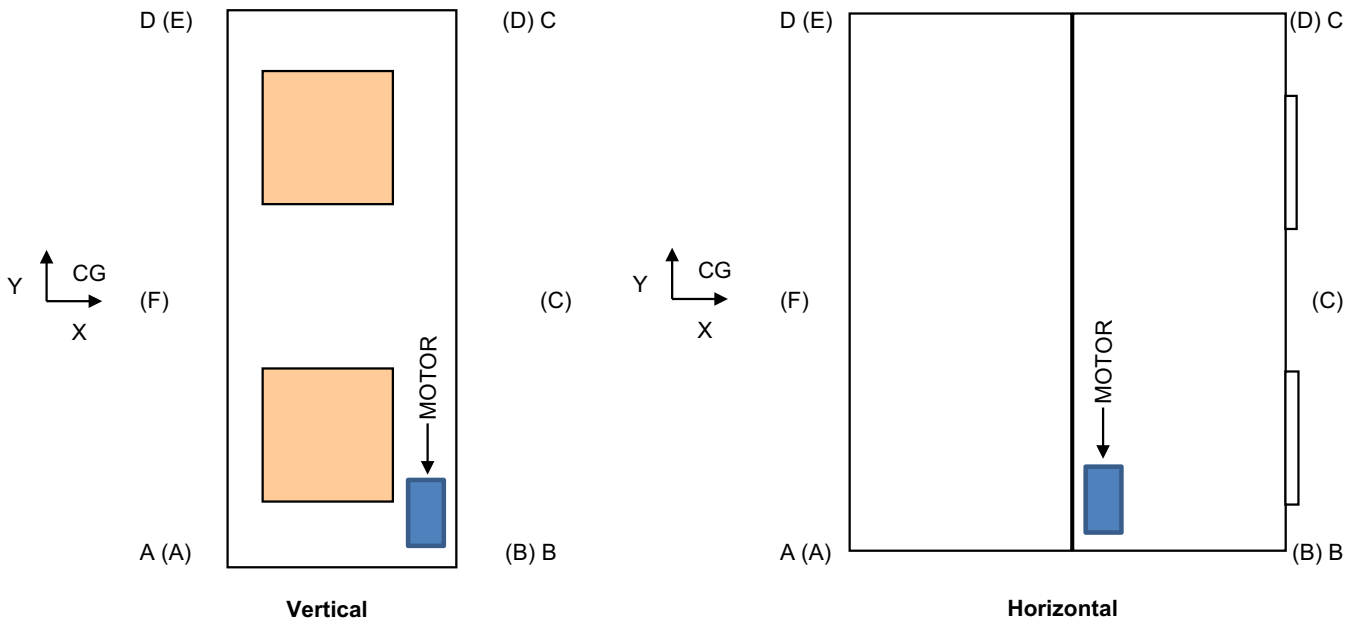 D (E)
(D) C
Y
CG
X
(F)
(C)
MOTOR
A (A)
(B) B
Vertical
D (E)
(D) C
Y
CG
X
(F)
(C)
MOTOR
A (A)
(B) B
Horizontal